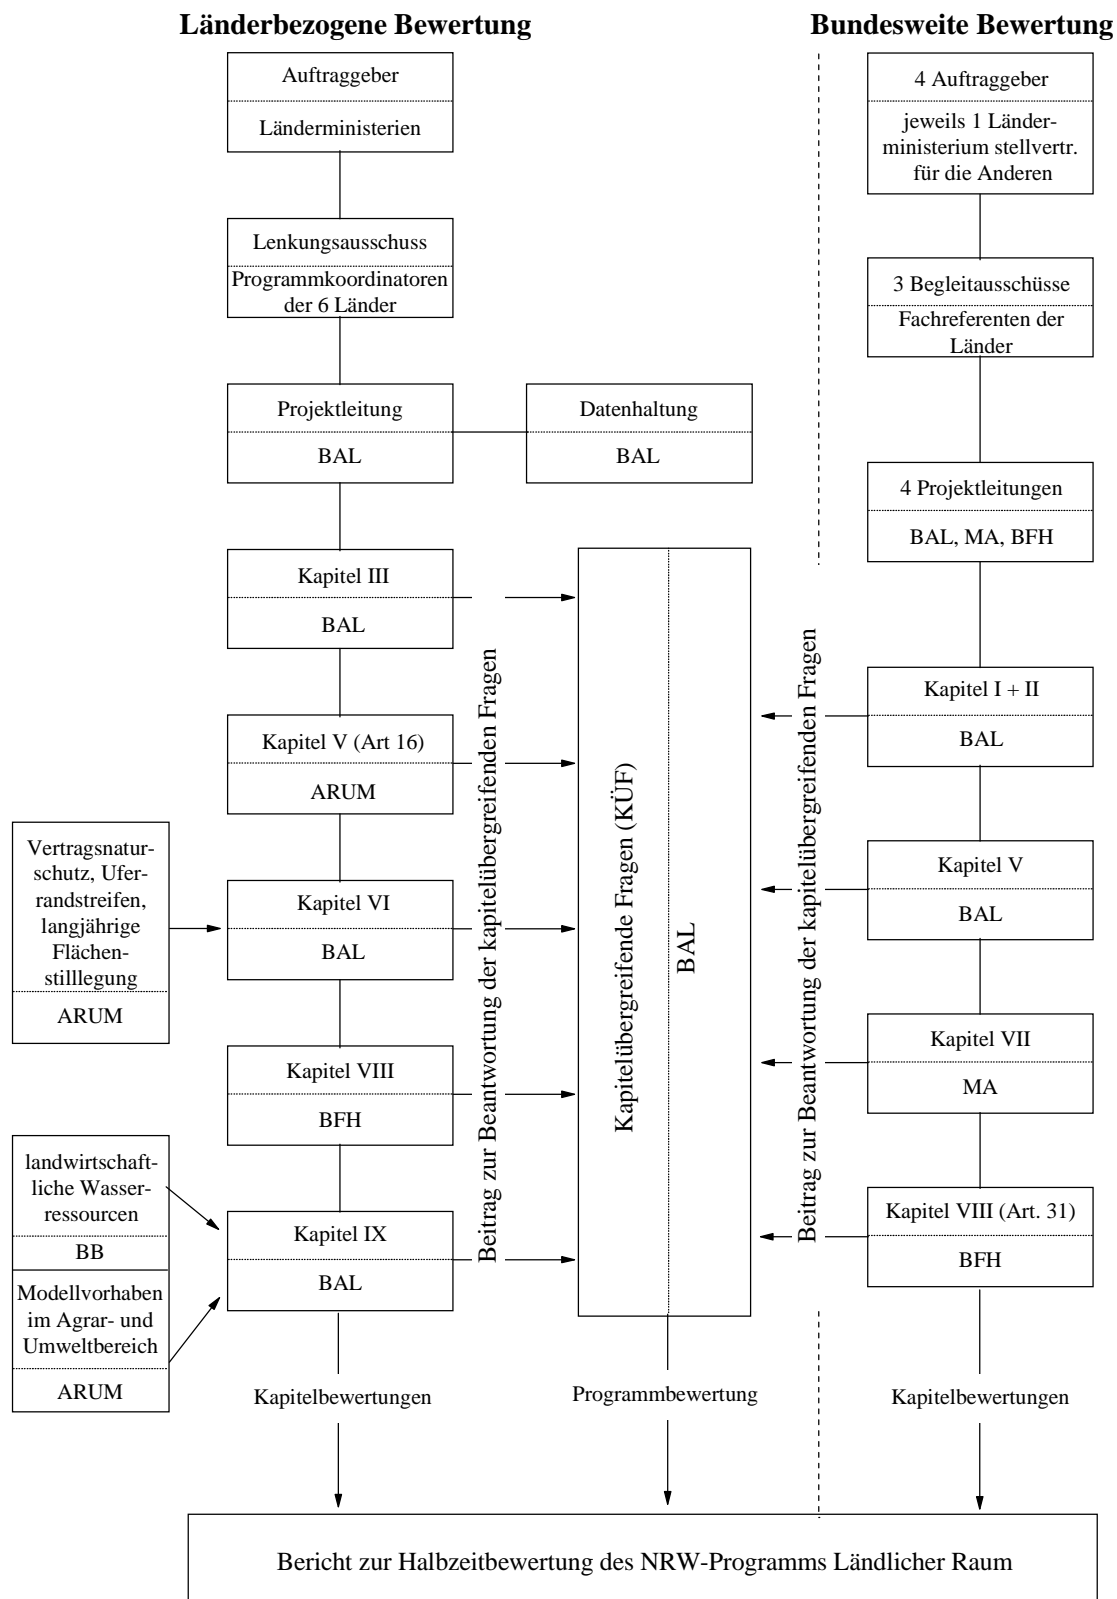 Länderbezogene Bewertung
Bundesweite Bewertung
Auftraggeber
Länderministerien
Lenkungsausschuss
Programmkoordinatoren
der 6 Länder
Projektleitung
BAL
Datenhaltung
BAL
Kapitel III
BAL
Kapitel V (Art 16)
ARUM
Vertragsnatur-
schutz, Ufer-
randstreifen,
langjährige
Flächen-
stilllegung
ARUM
Kapitel VI
BAL
Kapitel VIII
BFH
landwirtschaft-
liche Wasser-
ressourcen
BB
Modellvorhaben
im Agrar- und
Umweltbereich
ARUM
Kapitel IX
BAL
Beitrag zur Beantwortung der kapitelübergreifenden Fragen
Kapitelübergreifende Fragen (KÜF)
BAL
Beitrag zur Beantwortung der kapitelübergreifenden Fragen
4 Auftraggeber
jeweils 1 Länder-
ministerium stellvertr.
für die Anderen
3 Begleitausschüsse
Fachreferenten der
Länder
4 Projektleitungen
BAL, MA, BFH
Kapitel I + II
BAL
Kapitel V
BAL
Kapitel VII
MA
Kapitel VIII (Art. 31)
BFH
Kapitelbewertungen
Programmbewertung
Kapitelbewertungen
Bericht zur Halbzeitbewertung des NRW-Programms Ländlicher Raum